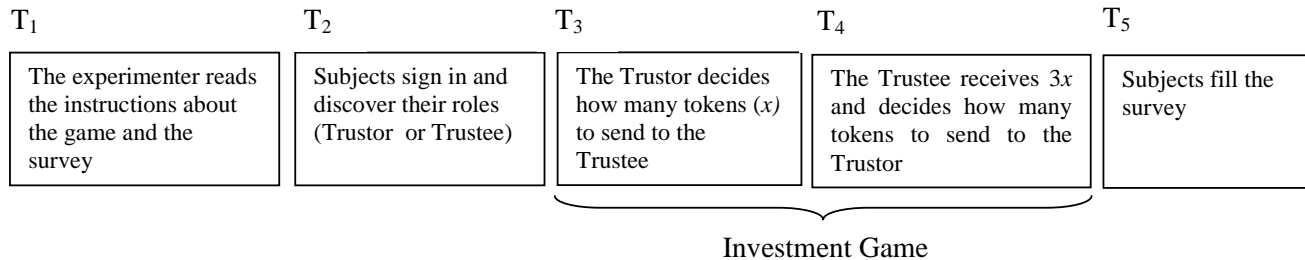 T₁
The experimenter reads
the instructions about
the game and the
survey
T₂
Subjects sign in and
discover their roles
(Trustor or Trustee)
T₃
The Trustor decides
how many tokens (x)
to send to the
Trustee
T₄
The Trustee receives 3x
and decides how many
tokens to send to the
Trustor
T₅
Subjects fill the
survey
Investment Game